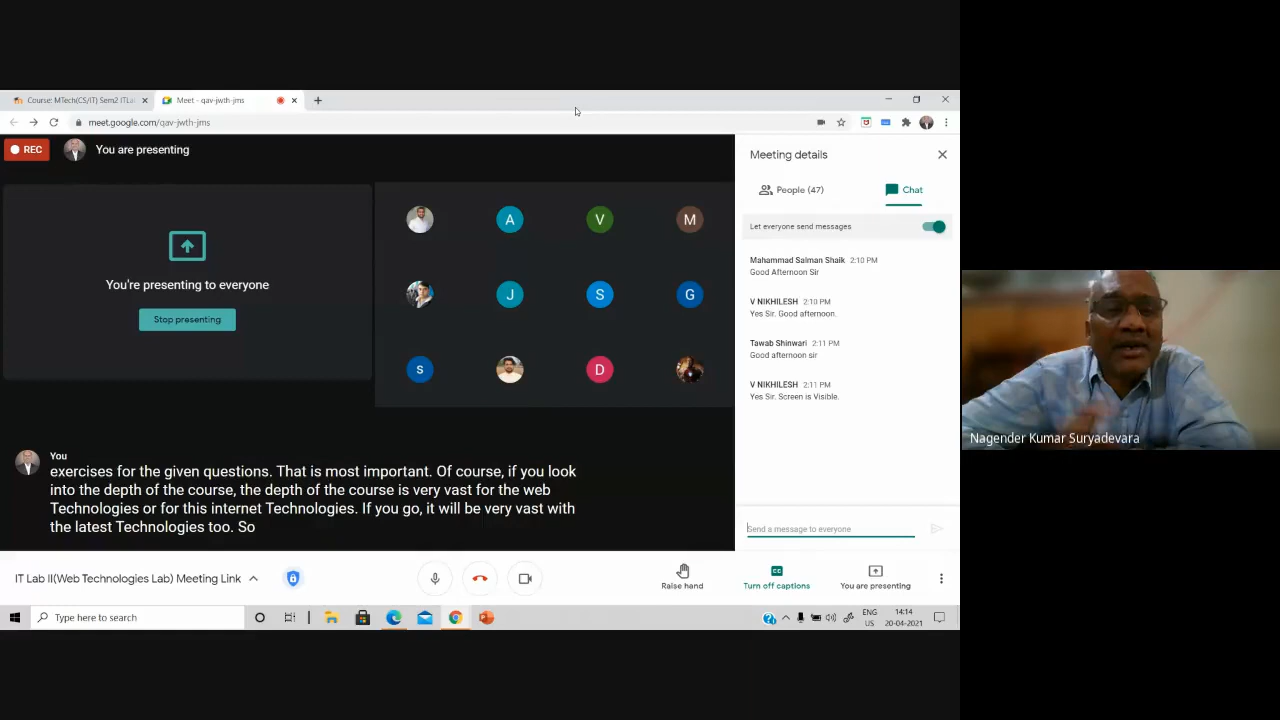 Course: MTech(CS/IT) Sem2 ITLa
Meet - qav-jwth-jms
meet.google.com/qav-jwth-jms
REC
You are presenting
You're presenting to everyone
Stop presenting
A
V
M
J
S
G
S
D
Meeting details
People (47)
Chat
Let everyone send messages
Mahammad Salman Shaik 2:10 PM
Good Afternoon Sir
V NIKHILESH 2:10 PM
Yes Sir. Good afternoon.
Tawab Shinwari 2:11 PM
Good afternoon sir
V NIKHILESH 2:11 PM
Yes Sir. Screen is Visible.
Send a message to everyone
You
exercises for the given questions. That is most important. Of course, if you look
into the depth of the course, the depth of the course is very vast for the web
Technologies or for this internet Technologies. If you go, it will be very vast with
the latest Technologies too. So
IT Lab II(Web Technologies Lab) Meeting Link
Raise hand
CC
Turn off captions
You are presenting
Type here to search
ENG
US
14:14
20-04-2021
Nagender Kumar Suryadevara